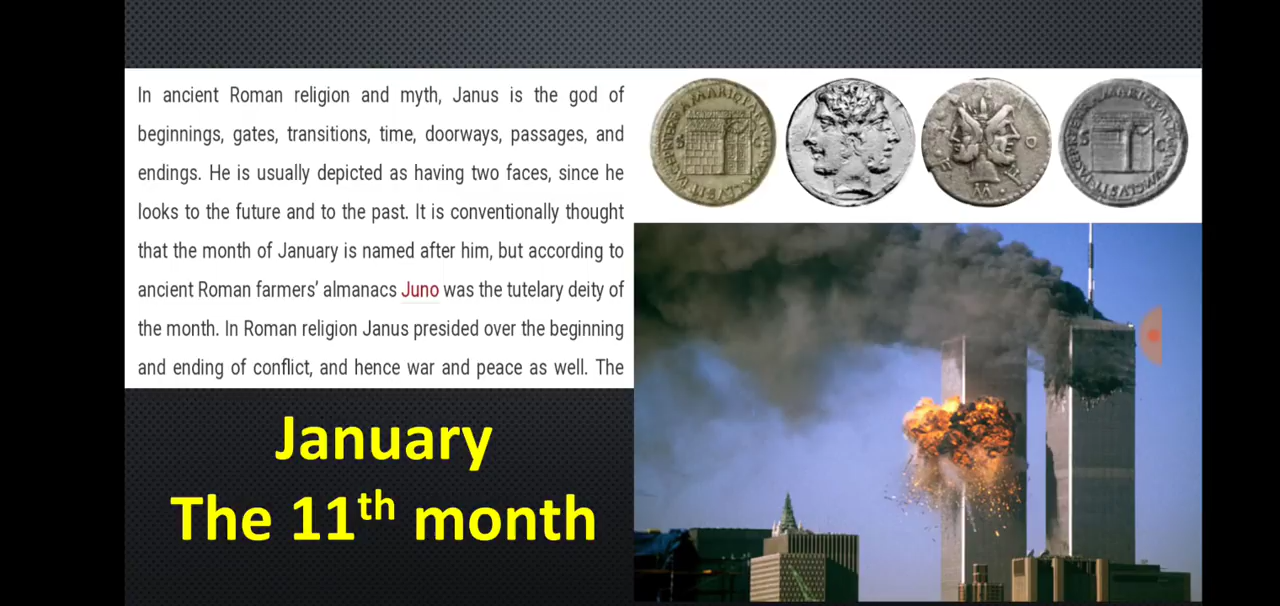 In ancient Roman religion and myth, Janus is the god of
beginnings, gates, transitions, time, doorways, passages, and
endings. He is usually depicted as having two faces, since he
looks to the future and to the past. It is conventionally thought
that the month of January is named after him, but according to
ancient Roman farmers’ almanacs Juno was the tutelary deity of
the month. In Roman religion Janus presided over the beginning
and ending of conflict, and hence war and peace as well. The
January
The 11th month
S C
S C